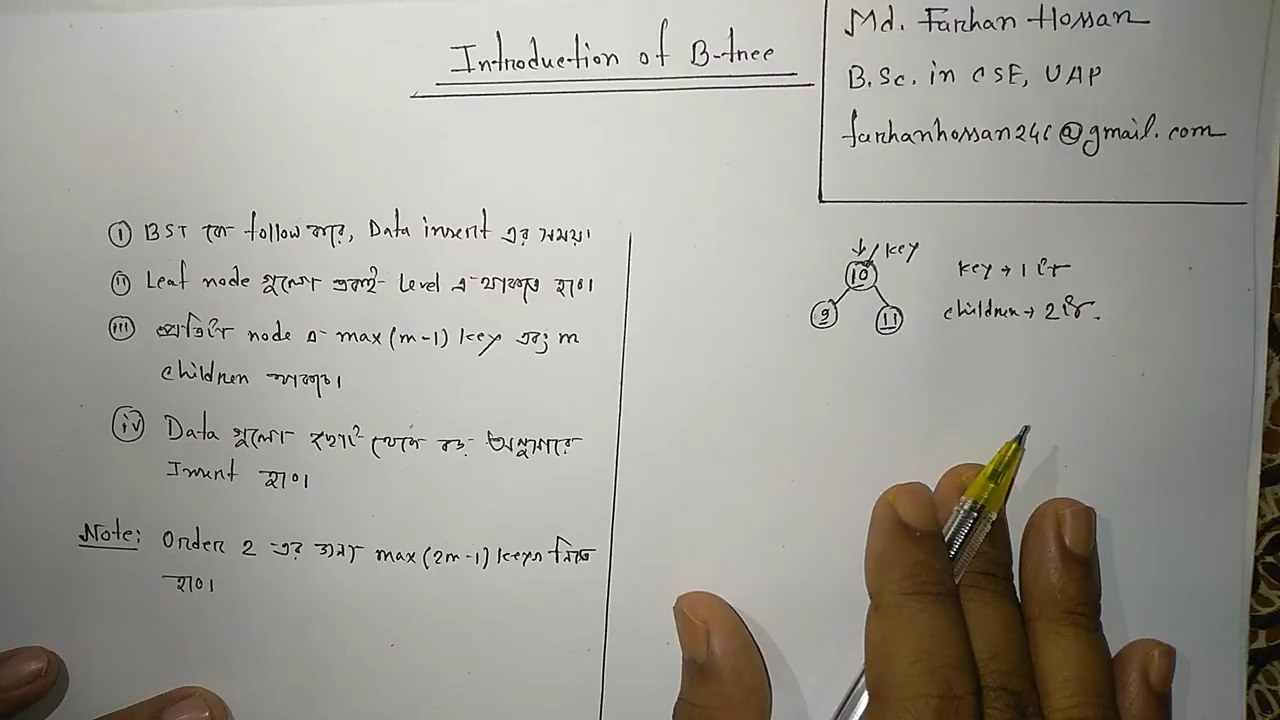 Introduction of B-tree
Md. Farhan Hossan
B.Sc. in CSE, UAP
farhanhossan246@gmail.com
(i) BST কে follow করে, Data insert এর সময়।
(ii) Leaf node গুলো একই Level এ থাকতে হবে।
(iii) প্রতিটি node এ max (m-1) key এবং m
children থাকবে।
(iv) Data গুলো ছোট থেকে বড় অনুসারে
Insert হবে।
Note: Order 2 এর জন্য max (2m-1) keys নিতে
হবে।
key
10
9 11
key → 1 টি
children → 2 টি.